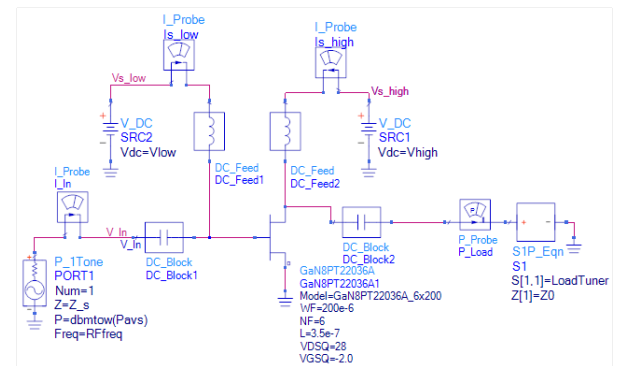 I_Probe
Is_low
I_Probe
Is_high
Vs_low
Vs_high
V_DC
SRC2
Vdc=Vlow
V_DC
SRC1
Vdc=Vhigh
DC_Feed
DC_Feed1
DC_Feed
DC_Feed2
I_Probe
I_In
V_In
V_In
DC_Block
DC_Block1
DC_Block
DC_Block2
P_Probe
P_Load
S1P_Eqn
S1
S[1,1]=LoadTuner
Z[1]=Z0
P_1Tone
PORT1
Num=1
Z=Z_s
P=dbmtow(Pavs)
Freq=RFfreq
GaN8PT22036A
GaN8PT22036A1
Model=GaN8PT22036A_6x200
WF=200e-6
NF=6
L=3.5e-7
VDSQ=28
VGSQ=-2.0